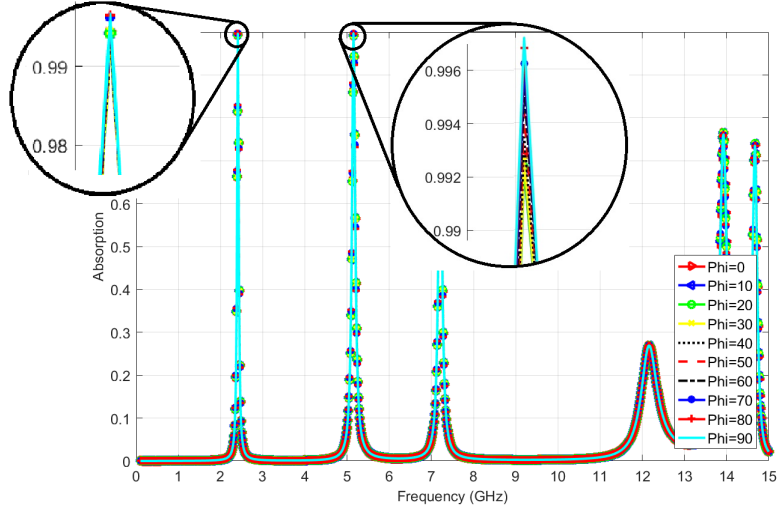 0.99
0.98
0.996
0.994
0.992
0.99
0.6
0.5
0.4
0.3
0.2
0.1
0
Absorption
Phi=0
Phi=10
Phi=20
Phi=30
Phi=40
Phi=50
Phi=60
Phi=70
Phi=80
Phi=90
0 1 2 3 4 5 6 7 8 9 10 11 12 13 14 15
Frequency (GHz)